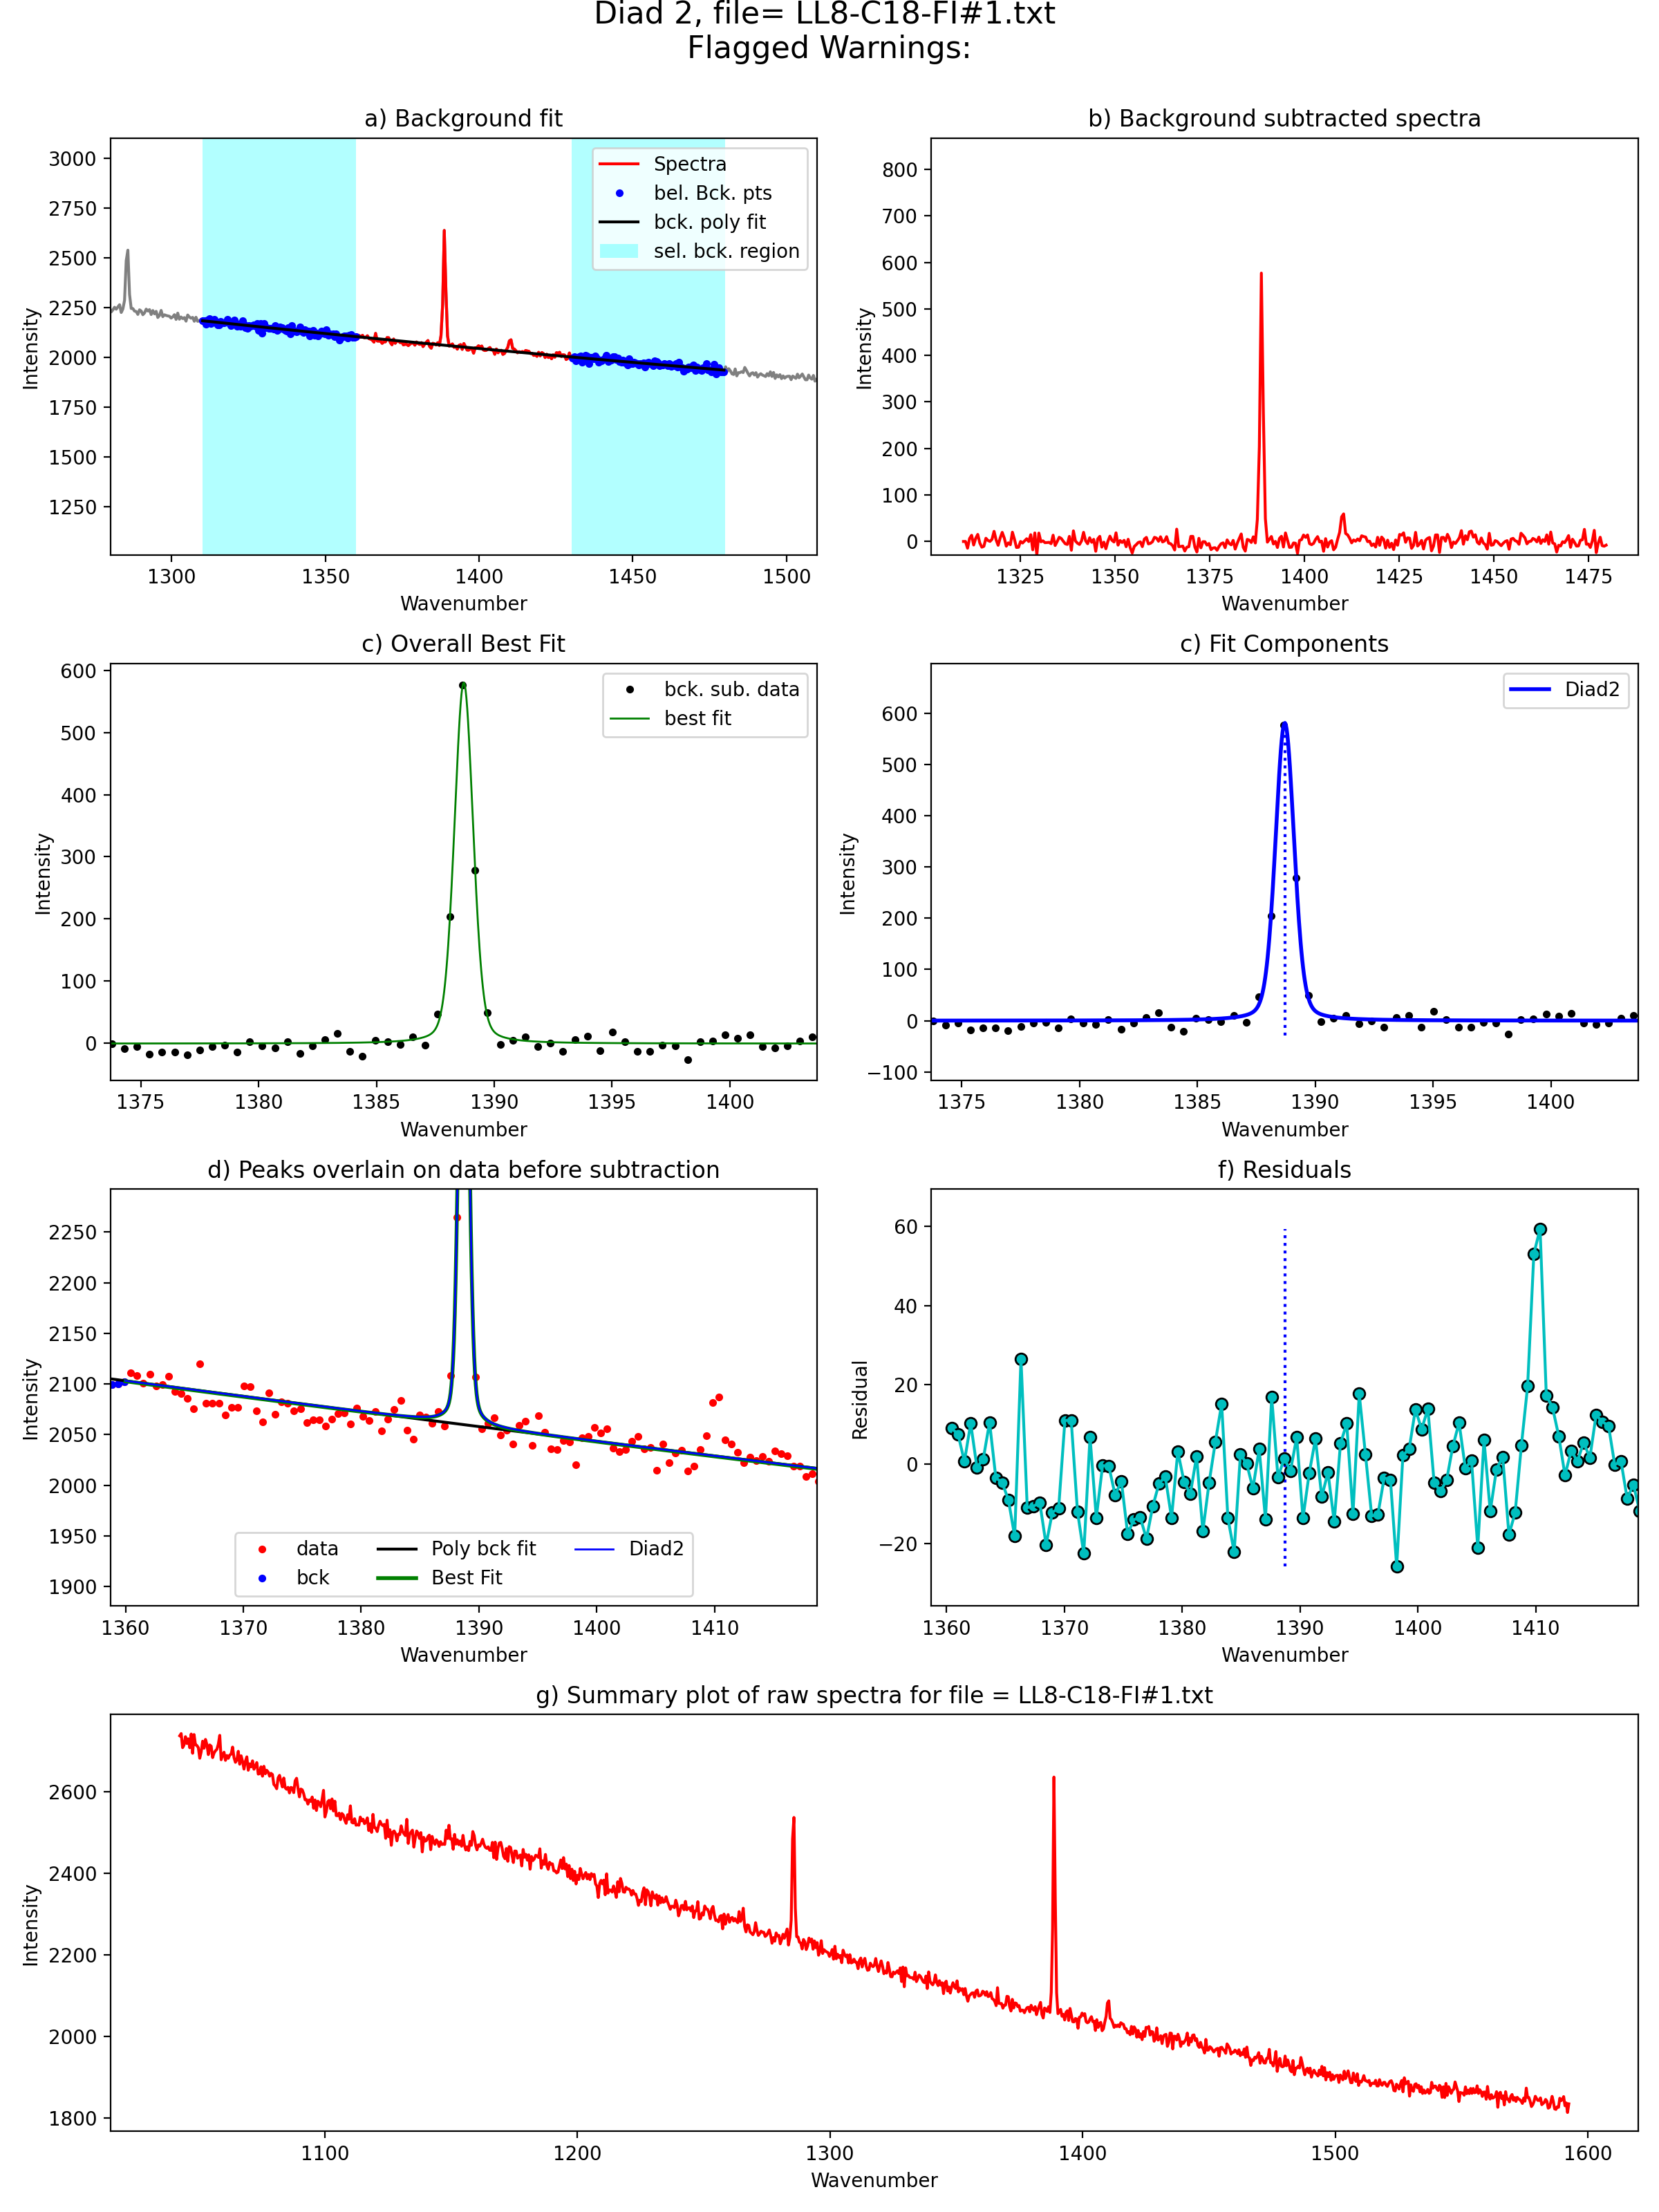 Diad 2, file= LL8-C18-FI#1.txt
Flagged Warnings:
a) Background fit
3000
2750
2500
2250
2000
1750
1500
1250
Intensity
Spectra
bel. Bck. pts
bck. poly fit
sel. bck. region
1300 1350 1400 1450 1500
Wavenumber
b) Background subtracted spectra
800
700
600
500
400
300
200
100
0
Intensity
1325 1350 1375 1400 1425 1450 1475
Wavenumber
c) Overall Best Fit
600
500
400
300
200
100
0
Intensity
bck. sub. data
best fit
1375 1380 1385 1390 1395 1400
Wavenumber
c) Fit Components
600
500
400
300
200
100
0
−100
Intensity
Diad2
1375 1380 1385 1390 1395 1400
Wavenumber
d) Peaks overlain on data before subtraction
2250
2200
2150
2100
2050
2000
1950
1900
Intensity
data
bck
Poly bck fit
Best Fit
Diad2
1360 1370 1380 1390 1400 1410
Wavenumber
f) Residuals
60
40
20
0
−20
Residual
1360 1370 1380 1390 1400 1410
Wavenumber
g) Summary plot of raw spectra for file = LL8-C18-FI#1.txt
2600
2400
2200
2000
1800
Intensity
1100 1200 1300 1400 1500 1600
Wavenumber